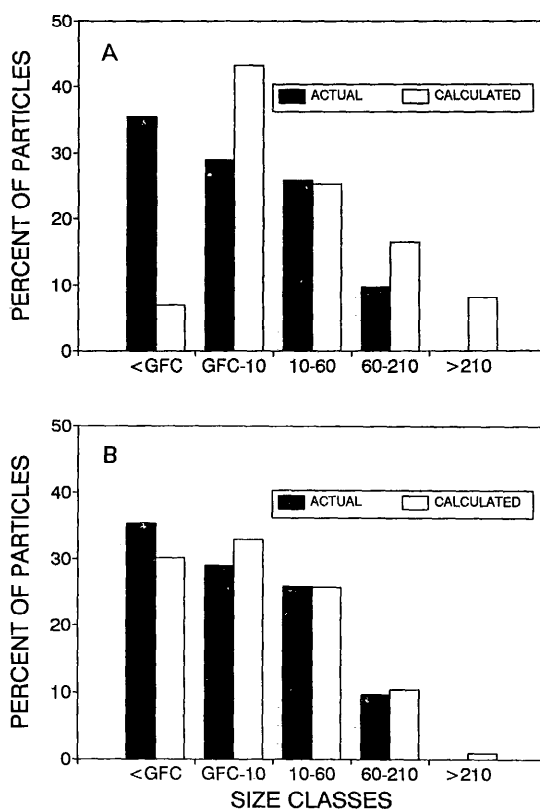 A
ACTUAL CALCULATED
PERCENT OF PARTICLES
50
40
30
20
10
0
<GFC GFC-10 10-60 60-210 >210
B
ACTUAL CALCULATED
PERCENT OF PARTICLES
50
40
30
20
10
0
<GFC GFC-10 10-60 60-210 >210
SIZE CLASSES